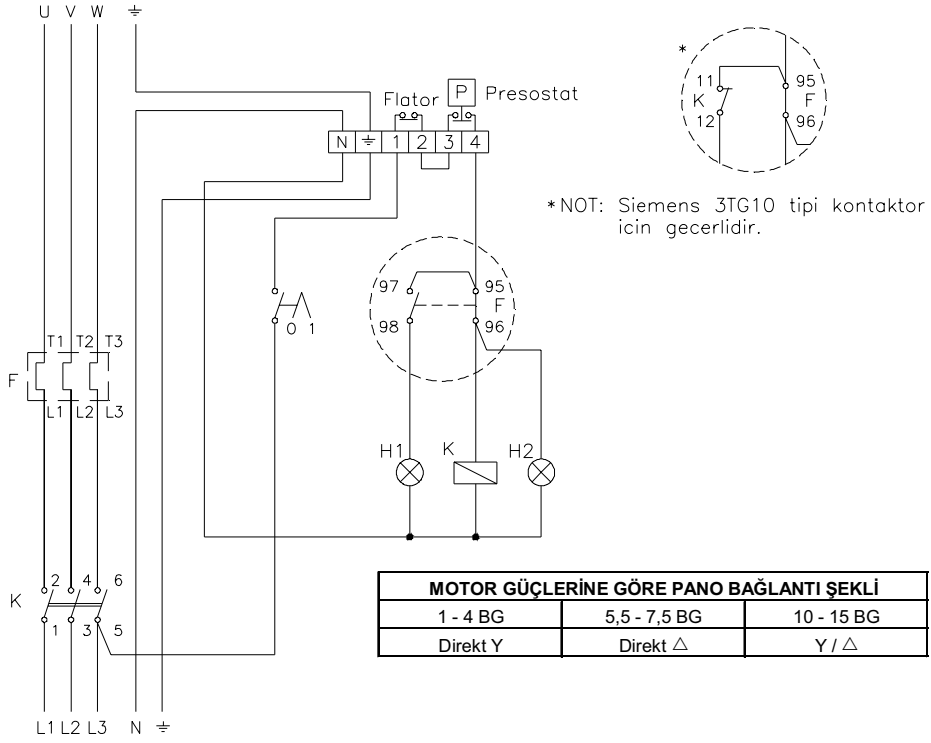 U V W ⏚
*
Flator P Presostat
11 95
K F
12 96
N ⏚ 1 2 3 4
*NOT: Siemens 3TG10 tipi kontaktor
icin gecerlidir.
97 95
F
98 96
0 1
T1 T2 T3
F
L1 L2 L3
H1 K H2
2 4 6
K
1 3 5
MOTOR GÜÇLERİNE GÖRE PANO BAĞLANTI ŞEKLİ
1 - 4 BG 5,5 - 7,5 BG 10 - 15 BG
Direkt Y Direkt △ Y / △
L1 L2 L3 N ⏚